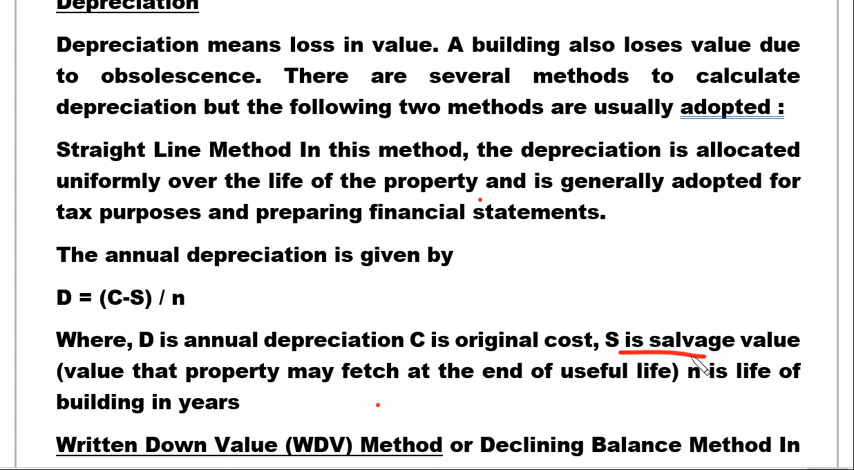 Depreciation
Depreciation means loss in value. A building also loses value due
to obsolescence. There are several methods to calculate
depreciation but the following two methods are usually adopted :
Straight Line Method In this method, the depreciation is allocated
uniformly over the life of the property and is generally adopted for
tax purposes and preparing financial statements.
The annual depreciation is given by
D = (C-S) / n
Where, D is annual depreciation C is original cost, S is salvage value
(value that property may fetch at the end of useful life) n is life of
building in years
Written Down Value (WDV) Method or Declining Balance Method In